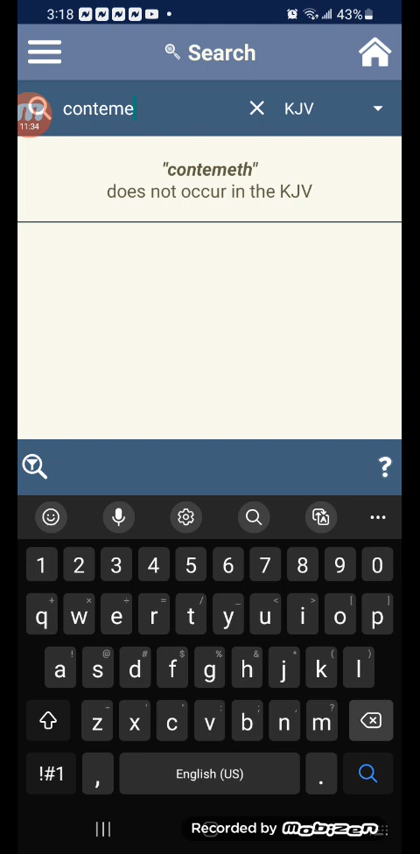 3:18 43%
Search
conteme KJV
11:34
"contemeth"
does not occur in the KJV
?
1 2 3 4 5 6 7 8 9 0
q w e r t y u i o p
a s d f g h j k l
z x c v b n m
!#1 , English (US) .
Recorded by mobizen